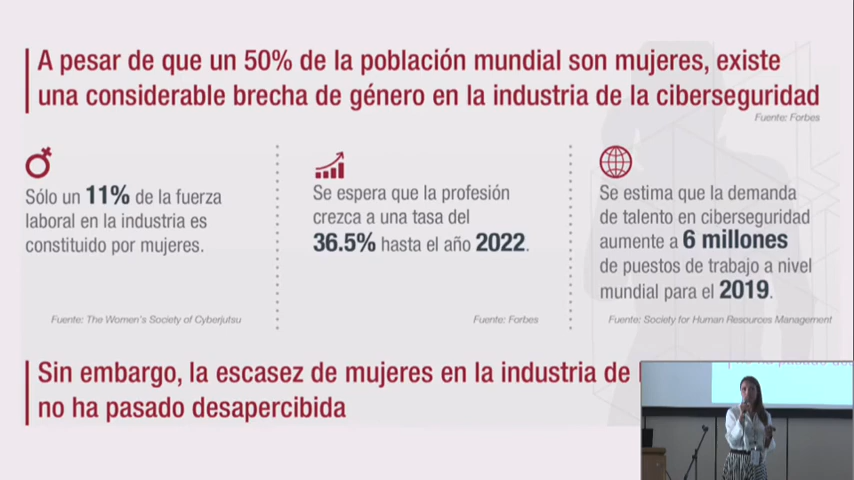 A pesar de que un 50% de la población mundial son mujeres, existe
una considerable brecha de género en la industria de la ciberseguridad
Fuente: Forbes
Sólo un 11% de la fuerza
laboral en la industria es
constituido por mujeres.
Fuente: The Women's Society of Cyberjutsu
Se espera que la profesión
crezca a una tasa del
36.5% hasta el año 2022.
Fuente: Forbes
Se estima que la demanda
de talento en ciberseguridad
aumente a 6 millones
de puestos de trabajo a nivel
mundial para el 2019.
Fuente: Society for Human Resources Management
Sin embargo, la escasez de mujeres en la industria de
no ha pasado desapercibida